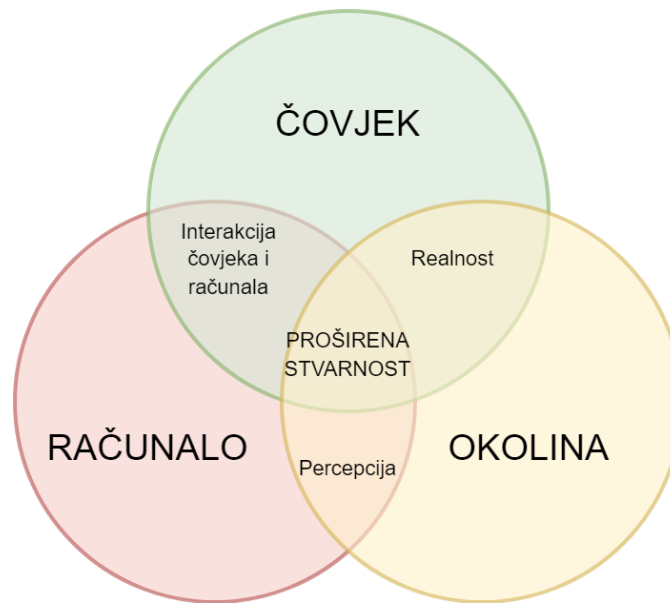 ČOVJEK
Interakcija
čovjeka i
računala
Realnost
PROŠIRENA
STVARNOST
RAČUNALO
OKOLINA
Percepcija